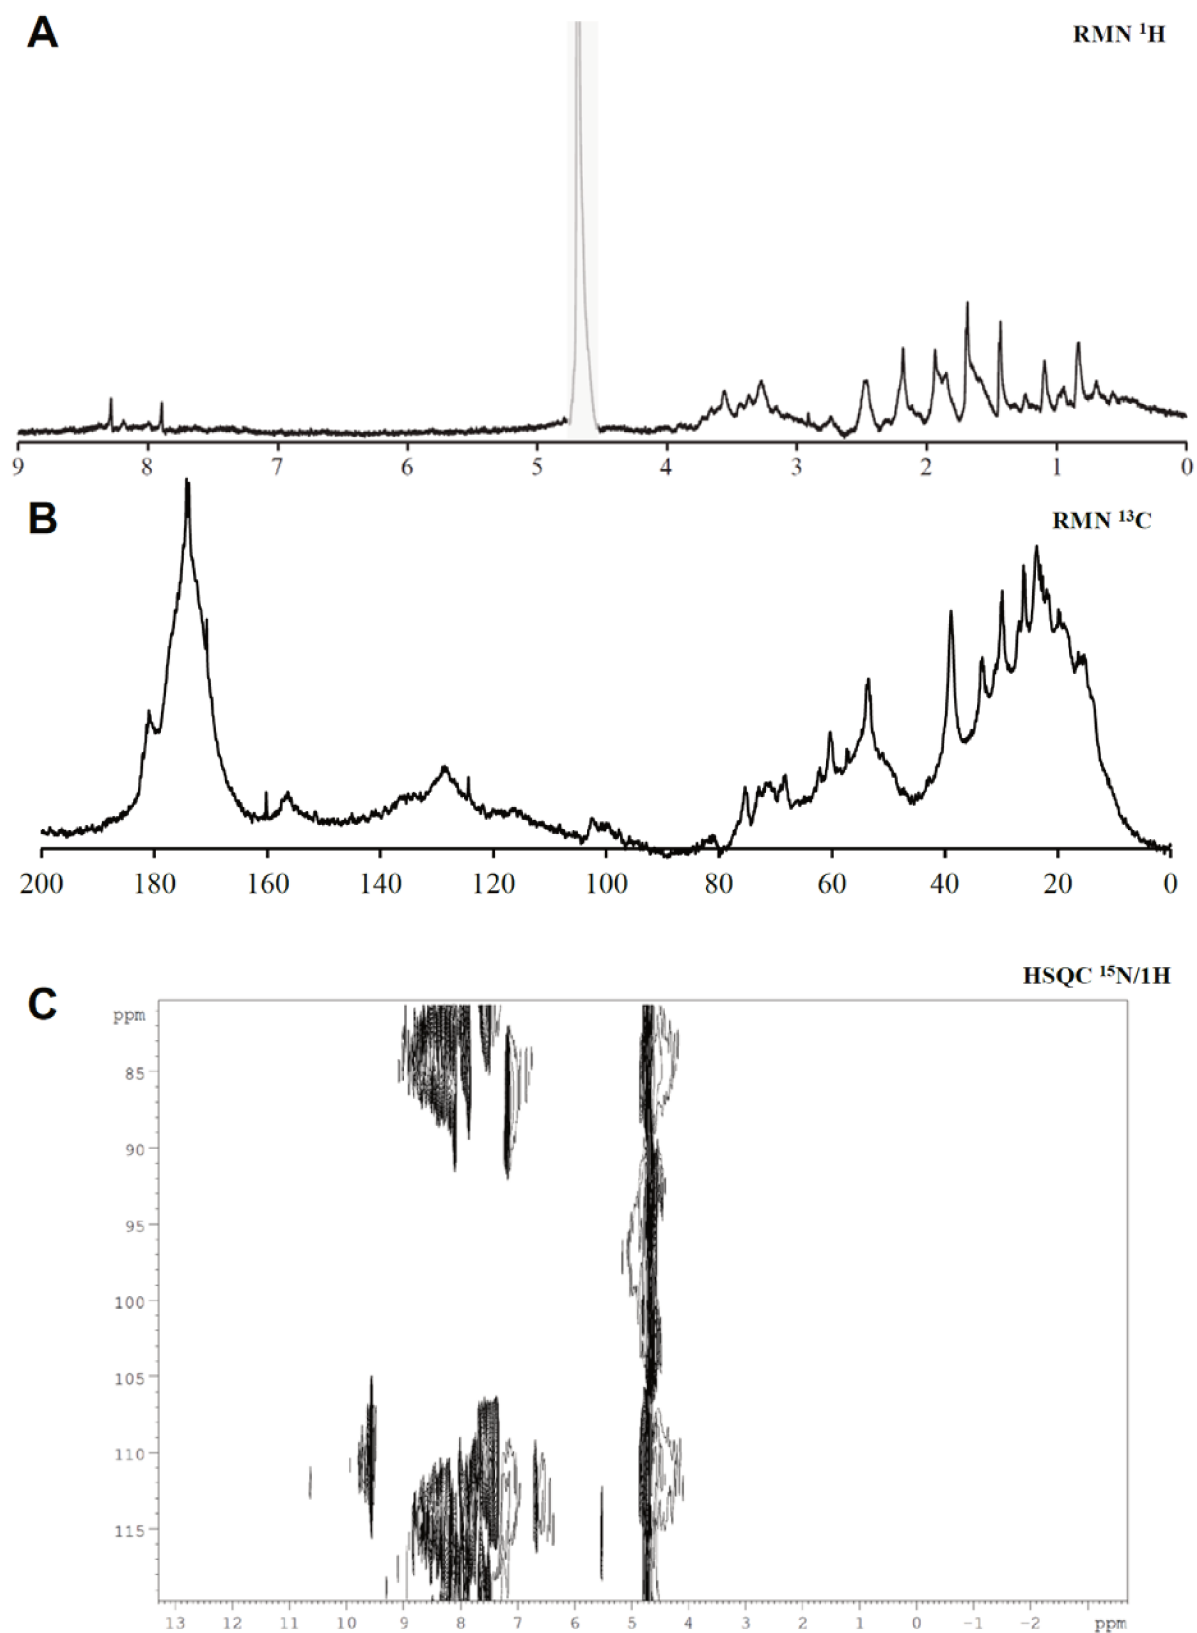 A
RMN ¹H
9 8 7 6 5 4 3 2 1 0
B
RMN ¹³C
200 180 160 140 120 100 80 60 40 20 0
HSQC ¹⁵N/1H
C
ppm
85
90
95
100
105
110
115
13 12 11 10 9 8 7 6 5 4 3 2 1 0 -1 -2 ppm